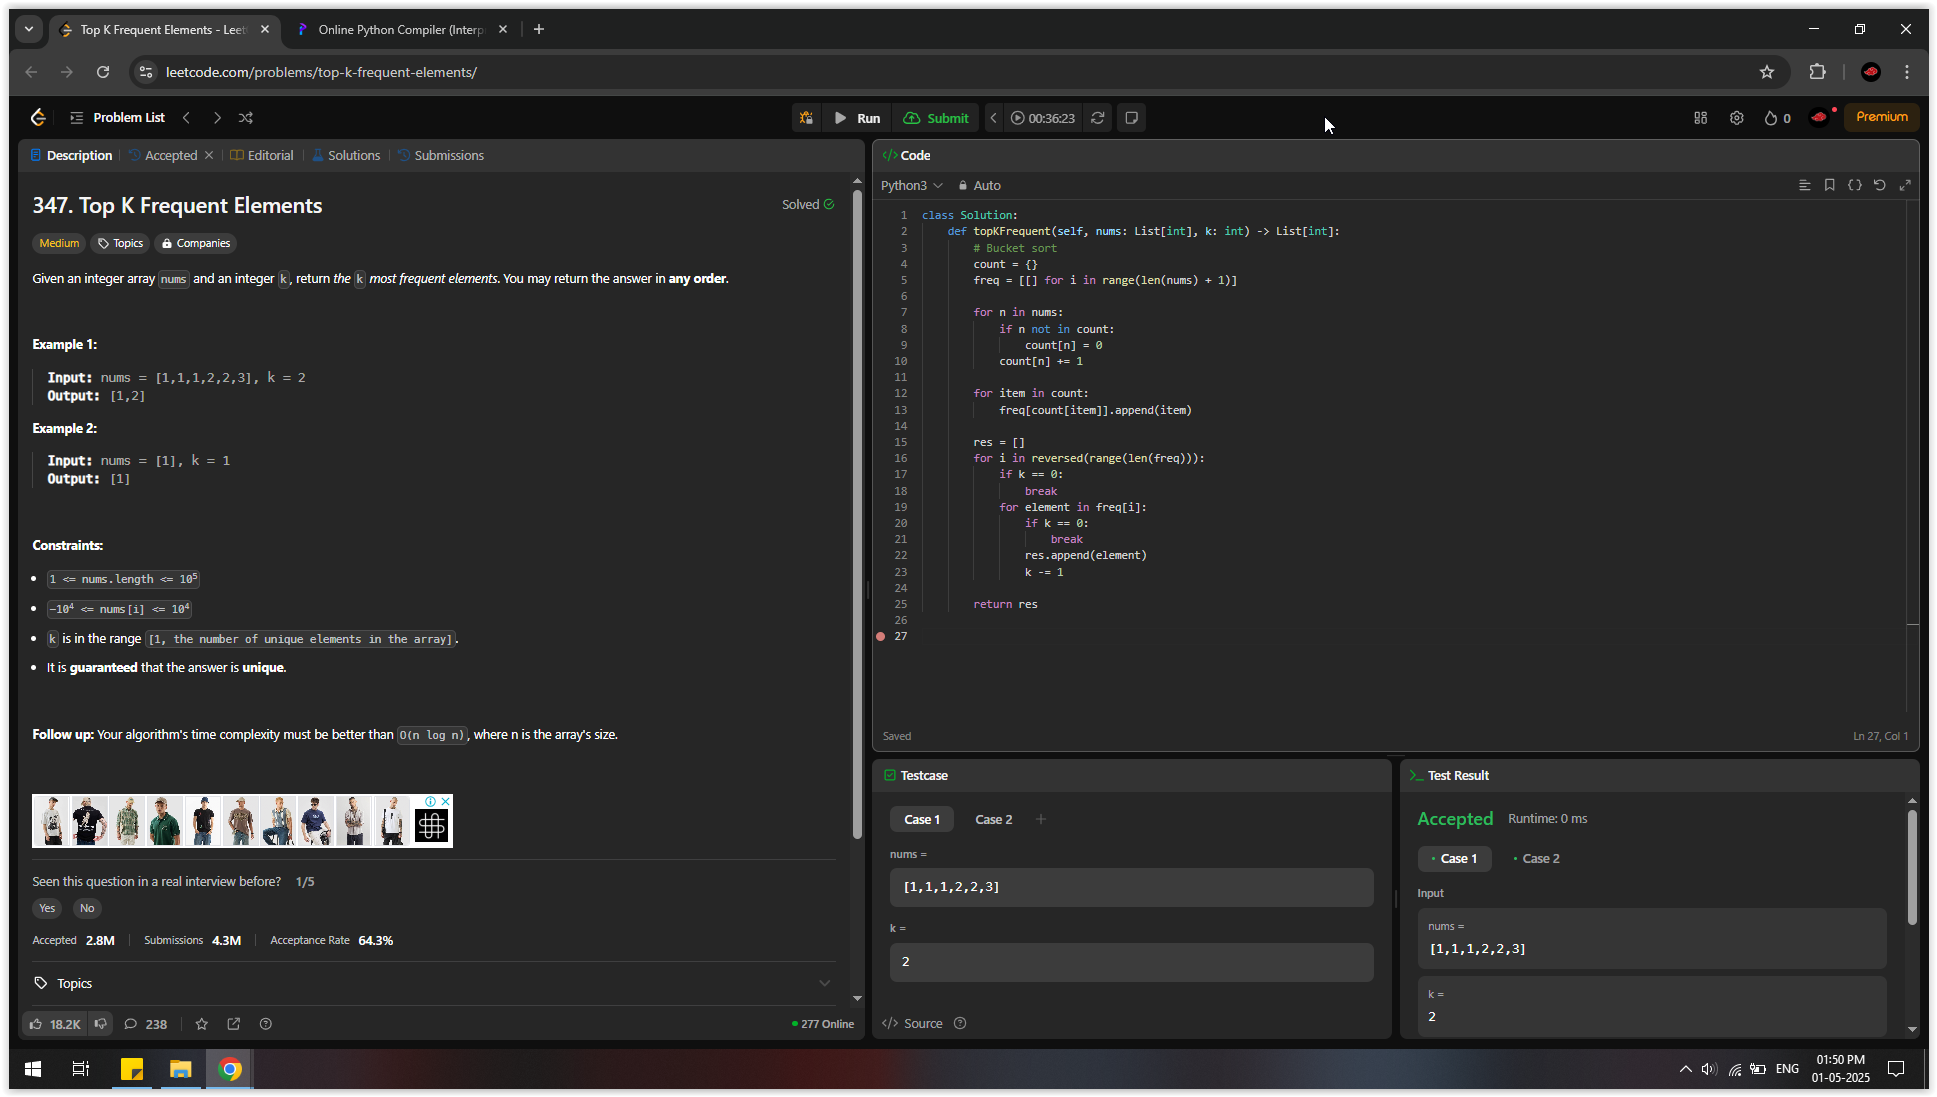 Top K Frequent Elements - Leet
Online Python Compiler (Interp
leetcode.com/problems/top-k-frequent-elements/
Problem List
Run
Submit
00:36:23
0
Premium
Description
Accepted
Editorial
Solutions
Submissions
347. Top K Frequent Elements
Solved
Medium
Topics
Companies
Given an integer array nums and an integer k, return the k most frequent elements. You may return the answer in any order.
Example 1:
Input: nums = [1,1,1,2,2,3], k = 2
Output: [1,2]
Example 2:
Input: nums = [1], k = 1
Output: [1]
Constraints:
1 <= nums.length <= 10⁵
-10⁴ <= nums[i] <= 10⁴
k is in the range [1, the number of unique elements in the array].
It is guaranteed that the answer is unique.
Follow up: Your algorithm's time complexity must be better than O(n log n), where n is the array's size.
Seen this question in a real interview before? 1/5
Yes
No
Accepted 2.8M
Submissions 4.3M
Acceptance Rate 64.3%
Topics
18.2K
238
277 Online
</> Code
Python3
Auto
1 class Solution:
2 def topKFrequent(self, nums: List[int], k: int) -> List[int]:
3 # Bucket sort
4 count = {}
5 freq = [[] for i in range(len(nums) + 1)]
6
7 for n in nums:
8 if n not in count:
9 count[n] = 0
10 count[n] += 1
11
12 for item in count:
13 freq[count[item]].append(item)
14
15 res = []
16 for i in reversed(range(len(freq))):
17 if k == 0:
18 break
19 for element in freq[i]:
20 if k == 0:
21 break
22 res.append(element)
23 k -= 1
24
25 return res
26
27
Saved
Ln 27, Col 1
Testcase
Case 1
Case 2
nums =
[1,1,1,2,2,3]
k =
2
</> Source
>_ Test Result
Accepted
Runtime: 0 ms
Case 1
Case 2
Input
nums =
[1,1,1,2,2,3]
k =
2
ENG
01:50 PM
01-05-2025